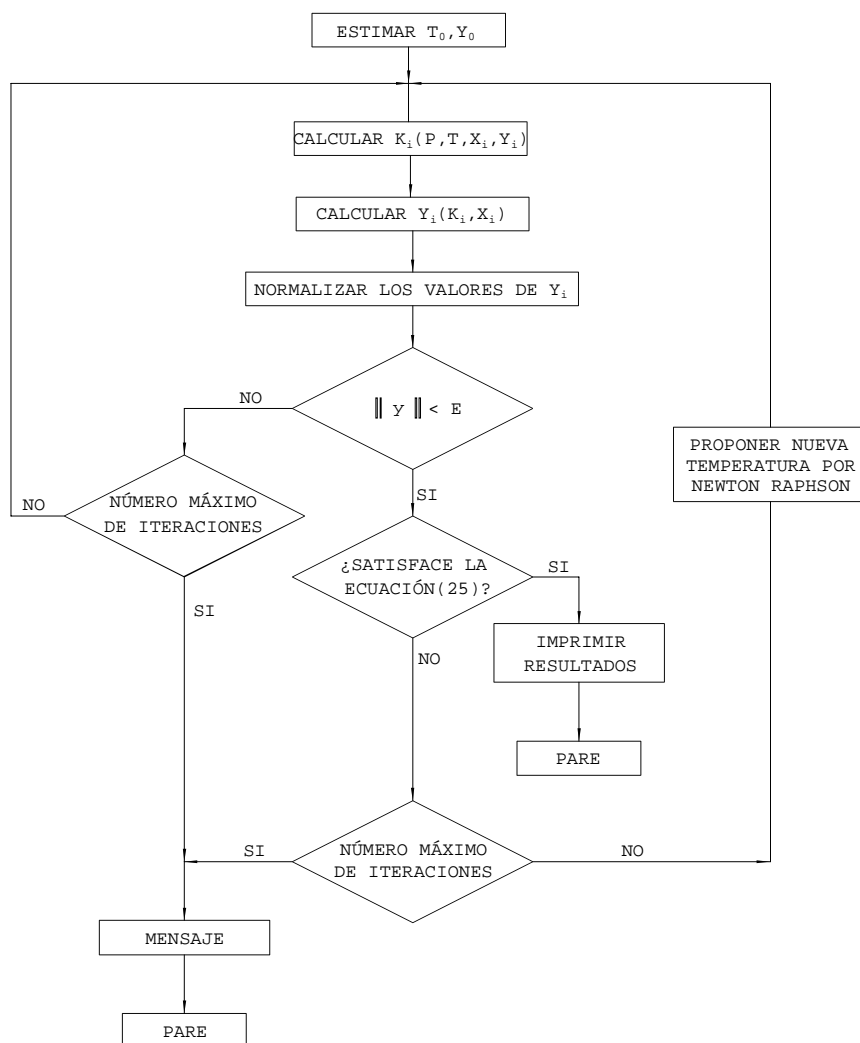 ESTIMAR T₀,Y₀
CALCULAR Kᵢ(P,T,Xᵢ,Yᵢ)
CALCULAR Yᵢ(Kᵢ,Xᵢ)
NORMALIZAR LOS VALORES DE Yᵢ
‖ y ‖ < E
NO
SI
NÚMERO MÁXIMO
DE ITERACIONES
NO
SI
PROPONER NUEVA
TEMPERATURA POR
NEWTON RAPHSON
¿SATISFACE LA
ECUACIÓN(25)?
SI
NO
IMPRIMIR
RESULTADOS
PARE
NÚMERO MÁXIMO
DE ITERACIONES
SI
NO
MENSAJE
PARE